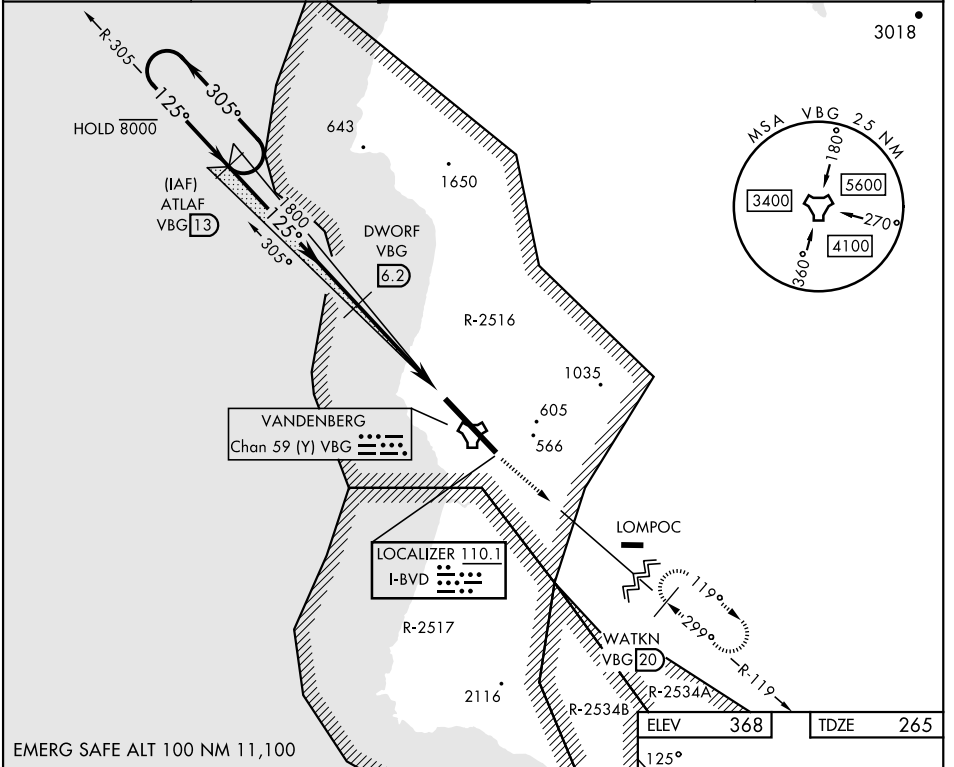 3018
R-305
125°
305°
HOLD 8000
643
1650
MSA VBG 25 NM
180°
3400
5600
270°
4100
360°
(IAF)
ATLAF
VBG 13
1800
125°
305°
DWORF
VBG
6.2
R-2516
1035
605
566
VANDENBERG
Chan 59 (Y) VBG
LOCALIZER 110.1
I-BVD
LOMPOC
119°
299°
R-119
R-2517
WATKN
VBG 20
2116
R-2534B
R-2534A
ELEV 368
TDZE 265
125°
EMERG SAFE ALT 100 NM 11,100